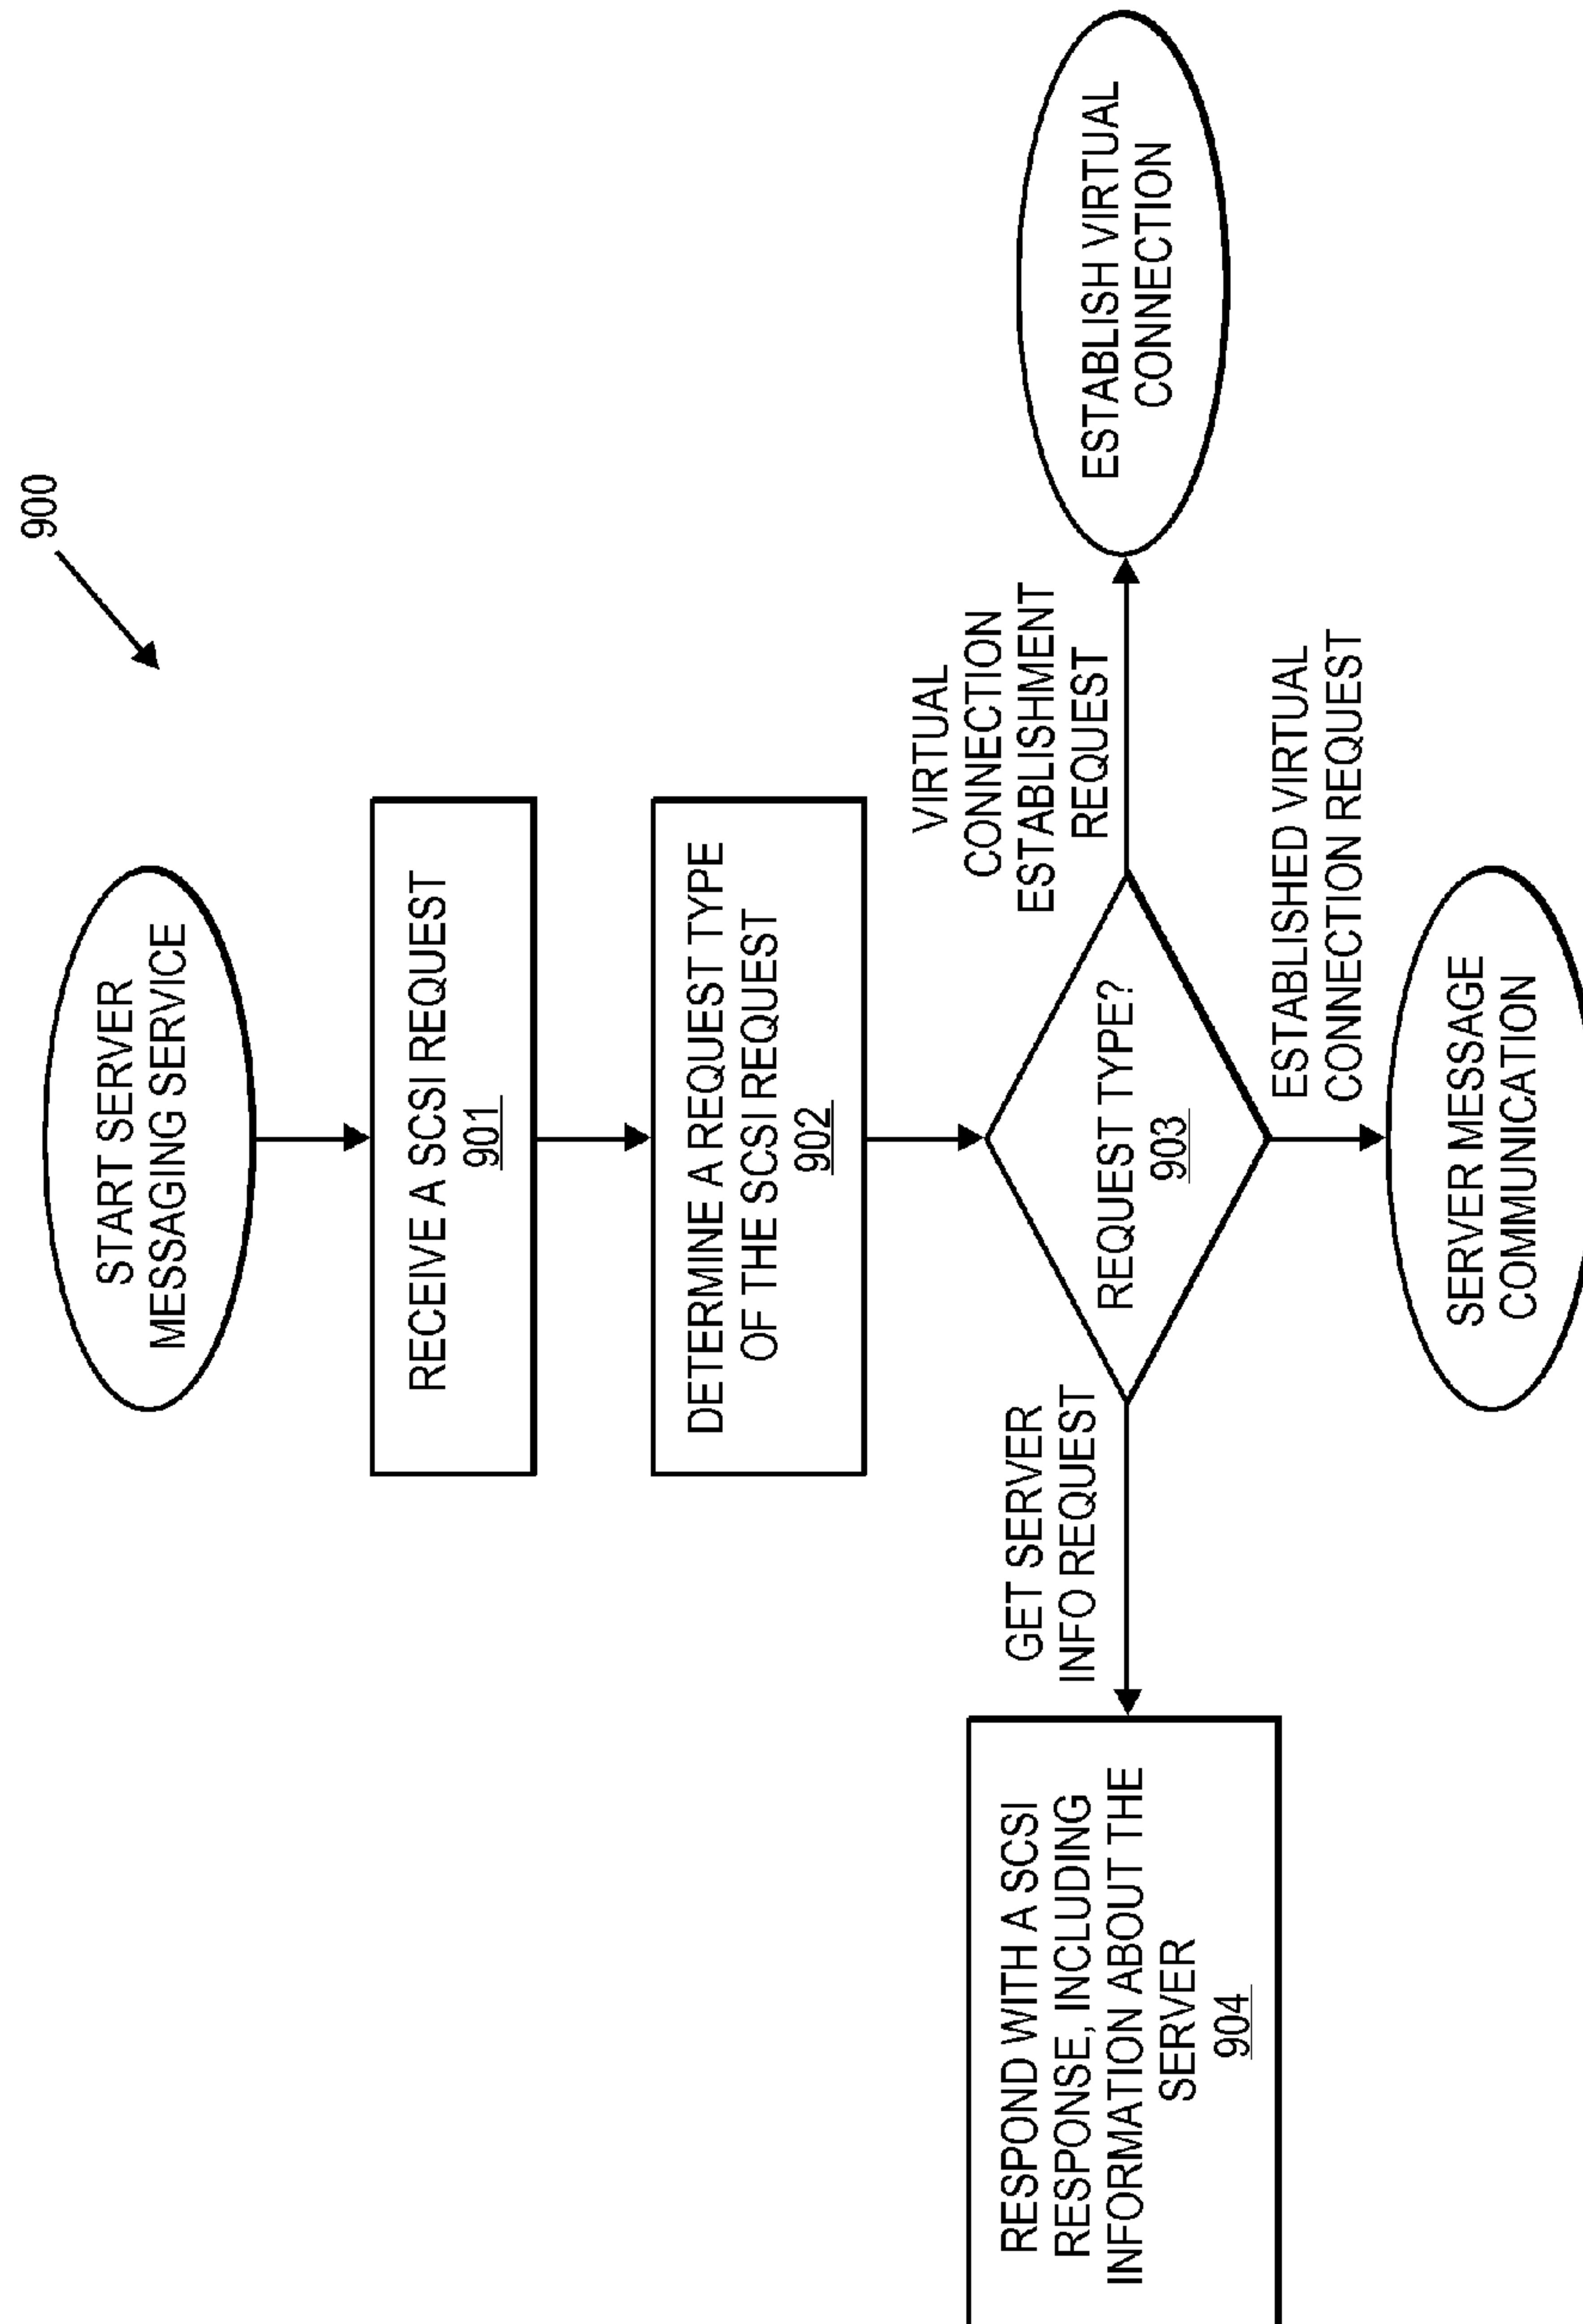 900
START SERVER
MESSAGING SERVICE
RECEIVE A SCSI REQUEST
901
DETERMINE A REQUEST TYPE
OF THE SCSI REQUEST
902
REQUEST TYPE?
903
GET SERVER
INFO REQUEST
RESPOND WITH A SCSI
RESPONSE, INCLUDING
INFORMATION ABOUT THE
SERVER
904
VIRTUAL
CONNECTION
ESTABLISHMENT
REQUEST
ESTABLISH VIRTUAL
CONNECTION
ESTABLISHED VIRTUAL
CONNECTION REQUEST
SERVER MESSAGE
COMMUNICATION